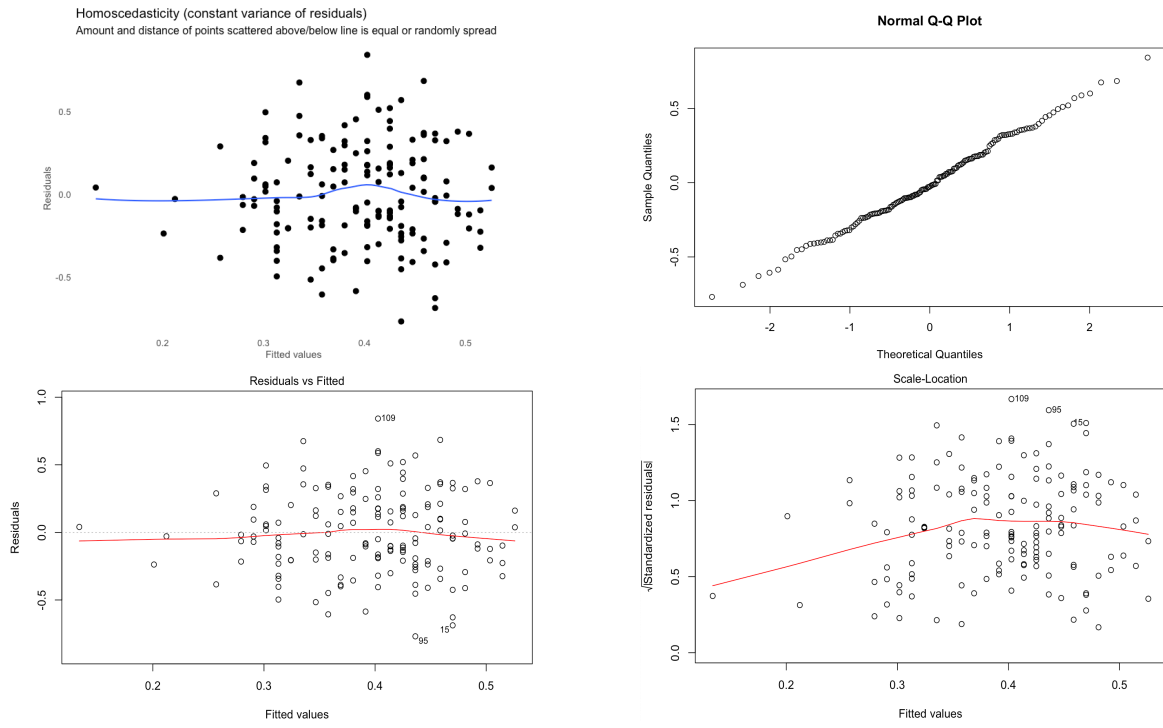 Homoscedasticity (constant variance of residuals)
Amount and distance of points scattered above/below line is equal or randomly spread
Residuals
0.5
0.0
-0.5
0.2
0.3
0.4
0.5
Fitted values
Normal Q-Q Plot
Sample Quantiles
0.5
0.0
-0.5
-2
-1
0
1
2
Theoretical Quantiles
Residuals vs Fitted
Residuals
1.0
0.5
0.0
-0.5
109
15
95
0.2
0.3
0.4
0.5
Fitted values
Scale-Location
√|Standardized residuals|
1.5
1.0
0.5
0.0
109
95
15
0.2
0.3
0.4
0.5
Fitted values